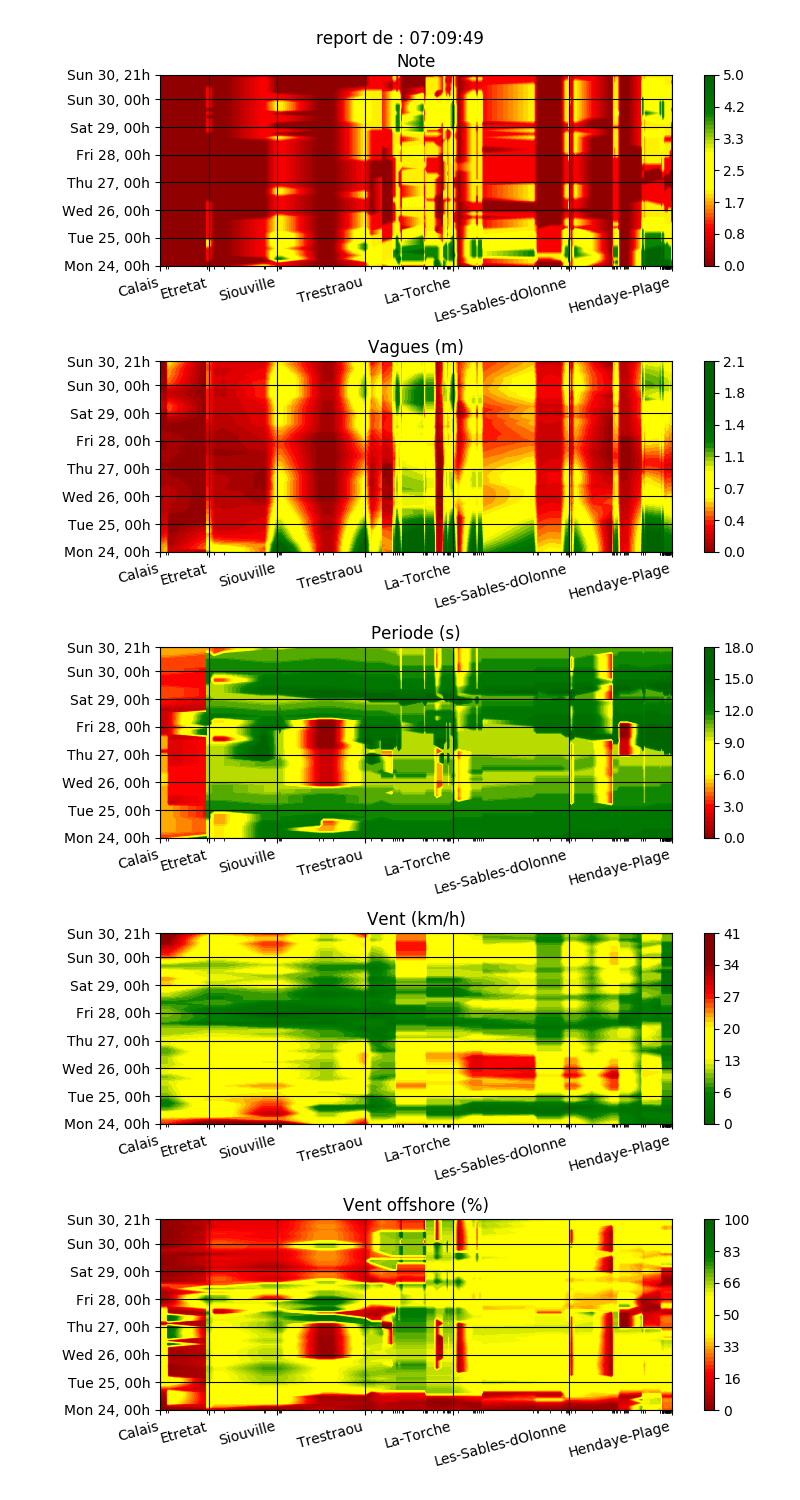 report de : 07:09:49
Note
Sun 30, 21h
Sun 30, 00h
Sat 29, 00h
Fri 28, 00h
Thu 27, 00h
Wed 26, 00h
Tue 25, 00h
Mon 24, 00h
Calais Etretat Siouville Trestraou La-Torche Les-Sables-dOlonne Hendaye-Plage
5.0
4.2
3.3
2.5
1.7
0.8
0.0
Vagues (m)
Sun 30, 21h
Sun 30, 00h
Sat 29, 00h
Fri 28, 00h
Thu 27, 00h
Wed 26, 00h
Tue 25, 00h
Mon 24, 00h
Calais Etretat Siouville Trestraou La-Torche Les-Sables-dOlonne Hendaye-Plage
2.1
1.8
1.4
1.1
0.7
0.4
0.0
Periode (s)
Sun 30, 21h
Sun 30, 00h
Sat 29, 00h
Fri 28, 00h
Thu 27, 00h
Wed 26, 00h
Tue 25, 00h
Mon 24, 00h
Calais Etretat Siouville Trestraou La-Torche Les-Sables-dOlonne Hendaye-Plage
18.0
15.0
12.0
9.0
6.0
3.0
0.0
Vent (km/h)
Sun 30, 21h
Sun 30, 00h
Sat 29, 00h
Fri 28, 00h
Thu 27, 00h
Wed 26, 00h
Tue 25, 00h
Mon 24, 00h
Calais Etretat Siouville Trestraou La-Torche Les-Sables-dOlonne Hendaye-Plage
41
34
27
20
13
6
0
Vent offshore (%)
Sun 30, 21h
Sun 30, 00h
Sat 29, 00h
Fri 28, 00h
Thu 27, 00h
Wed 26, 00h
Tue 25, 00h
Mon 24, 00h
Calais Etretat Siouville Trestraou La-Torche Les-Sables-dOlonne Hendaye-Plage
100
83
66
50
33
16
0